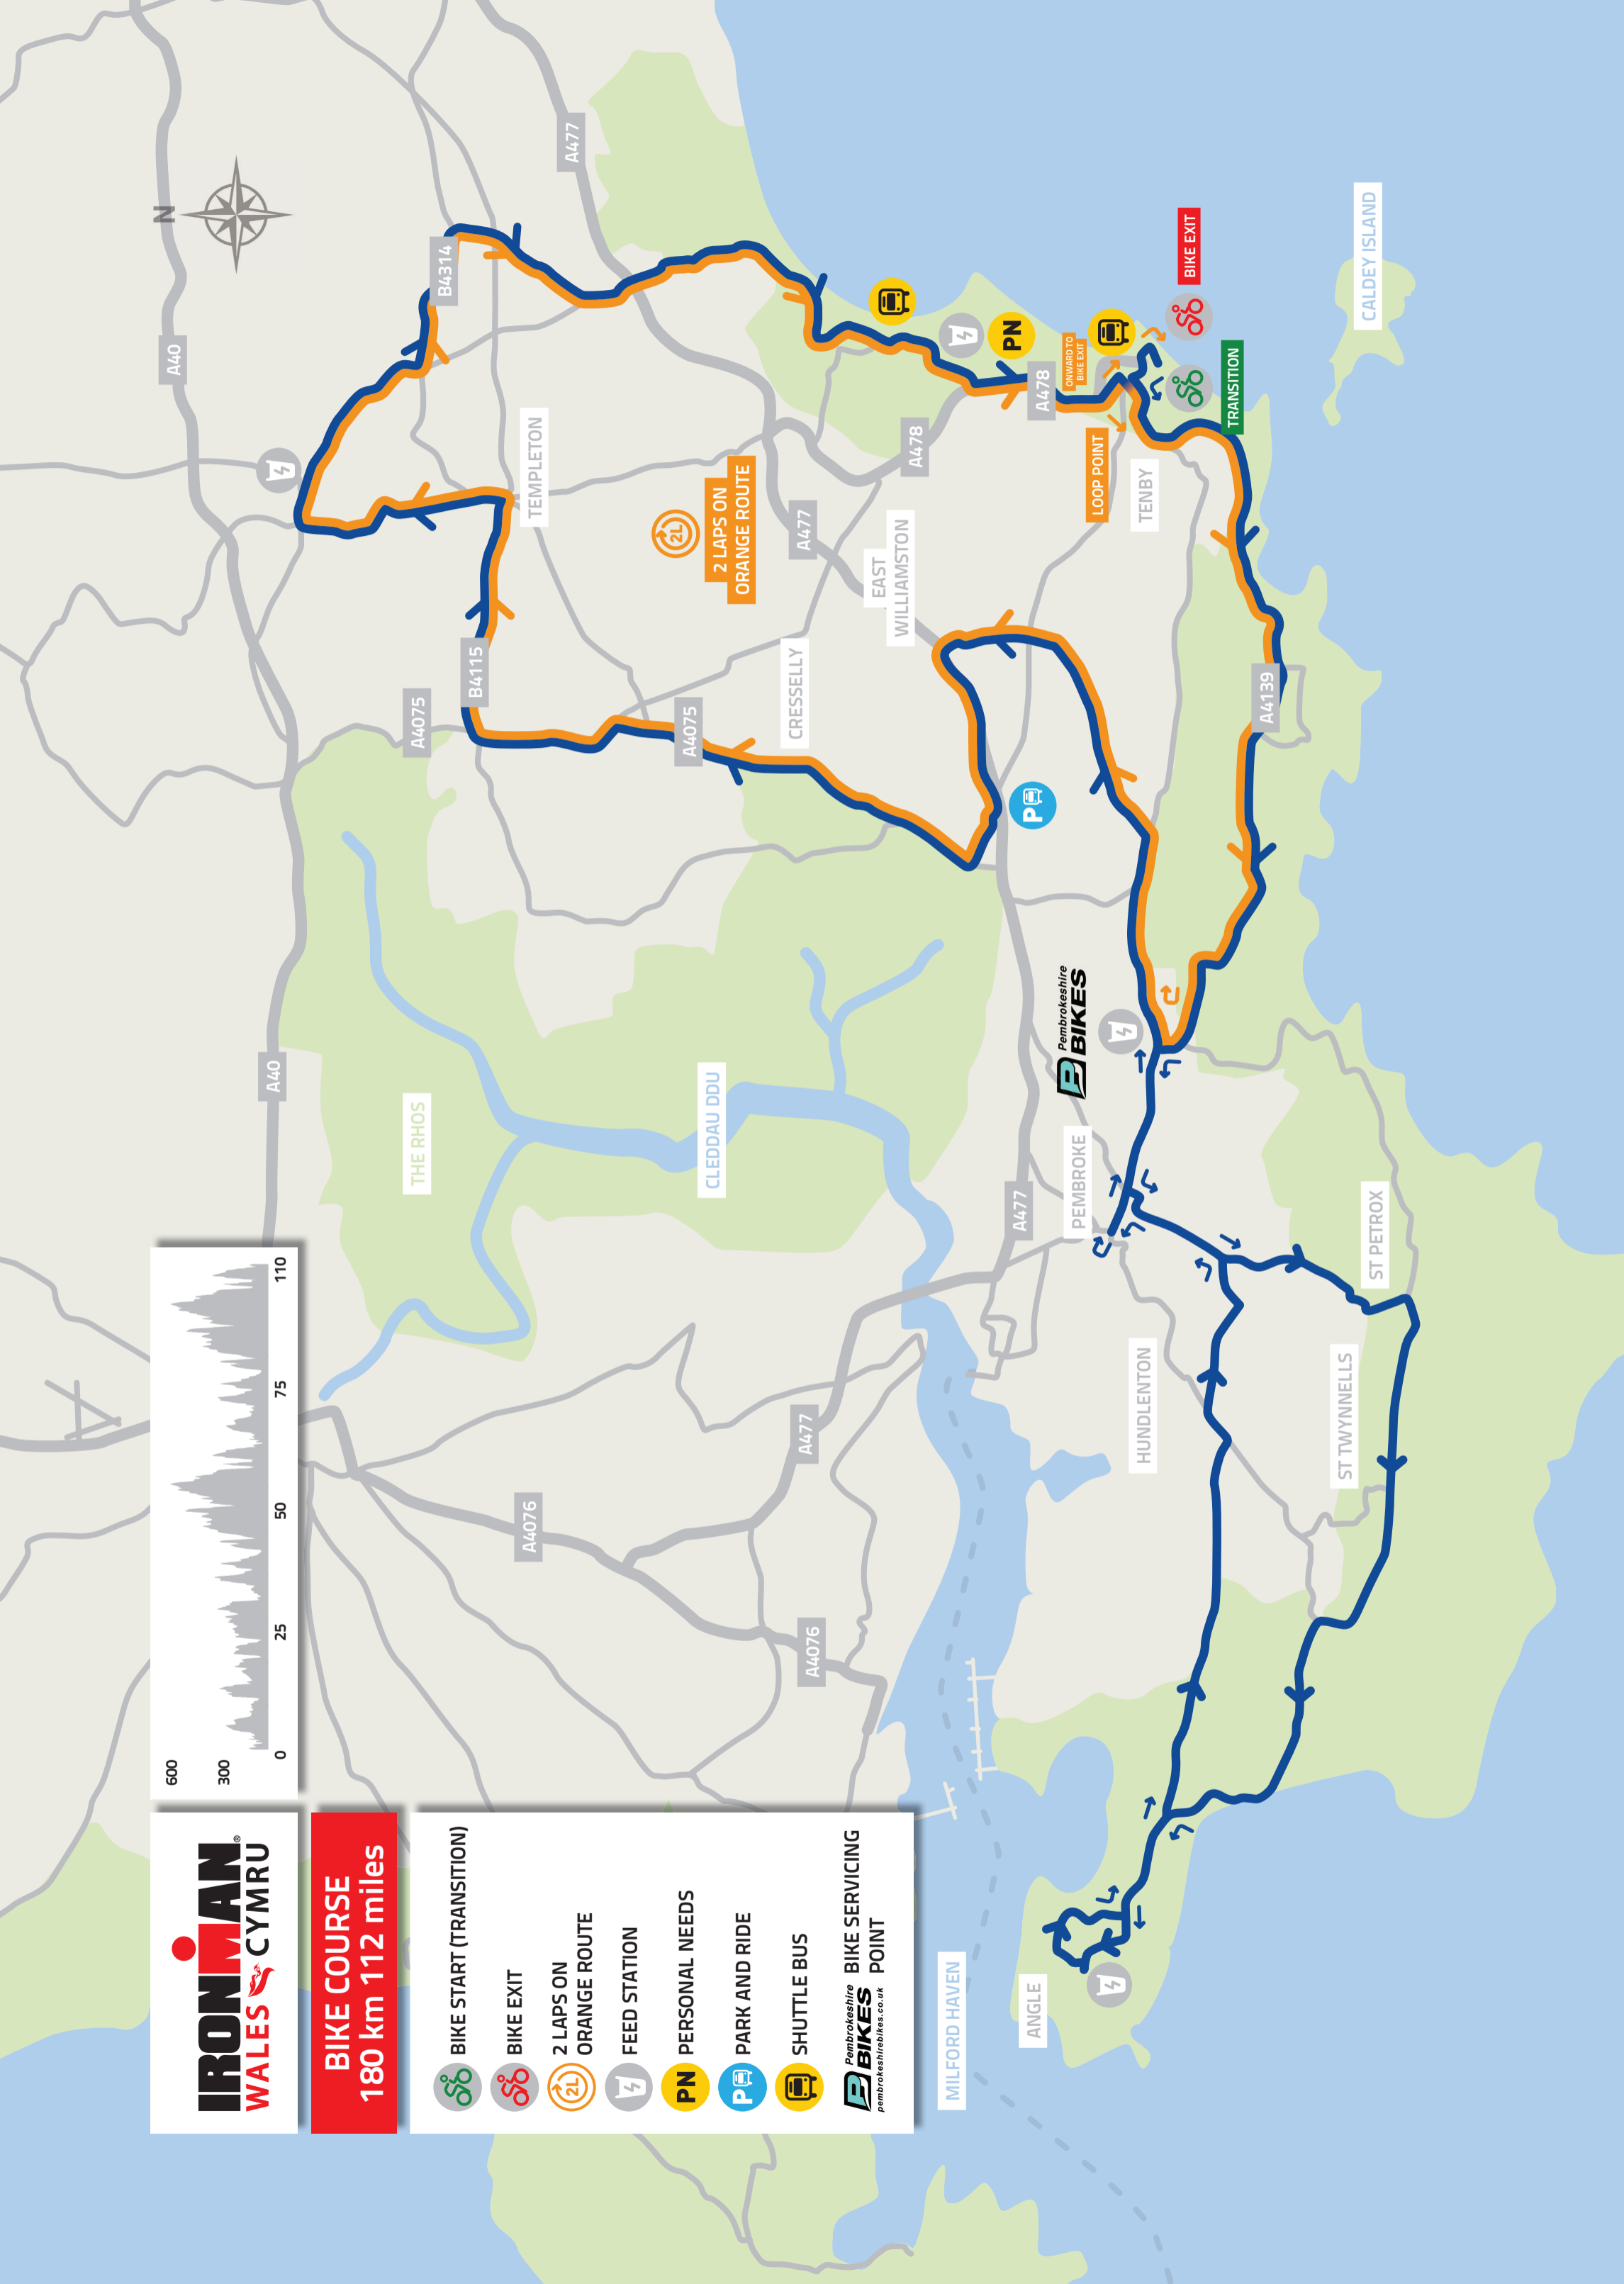 IRONMAN®
WALES CYMRU
BIKE COURSE
180 km 112 miles
BIKE START (TRANSITION)
BIKE EXIT
2L
2 LAPS ON
ORANGE ROUTE
FEED STATION
PN
PERSONAL NEEDS
P
PARK AND RIDE
SHUTTLE BUS
Pembrokeshire
BIKES
pembrokeshirebikes.co.uk
BIKE SERVICING
POINT
600
300
0
25
50
75
110
N
A40
A40
A477
B4314
A4075
B4115
TEMPLETON
THE RHOS
A4076
2L
2 LAPS ON
ORANGE ROUTE
A4075
CLEDDAU DDU
CRESSELLY
A477
A477
A4076
EAST
WILLIAMSTON
A478
MILFORD HAVEN
A477
PN
P
ANGLE
A478
Pembrokeshire
BIKES
PEMBROKE
ONWARD TO
BIKE EXIT
LOOP POINT
TENBY
HUNDLENTON
BIKE EXIT
TRANSITION
A4139
ST TWYNNELLS
ST PETROX
CALDEY ISLAND